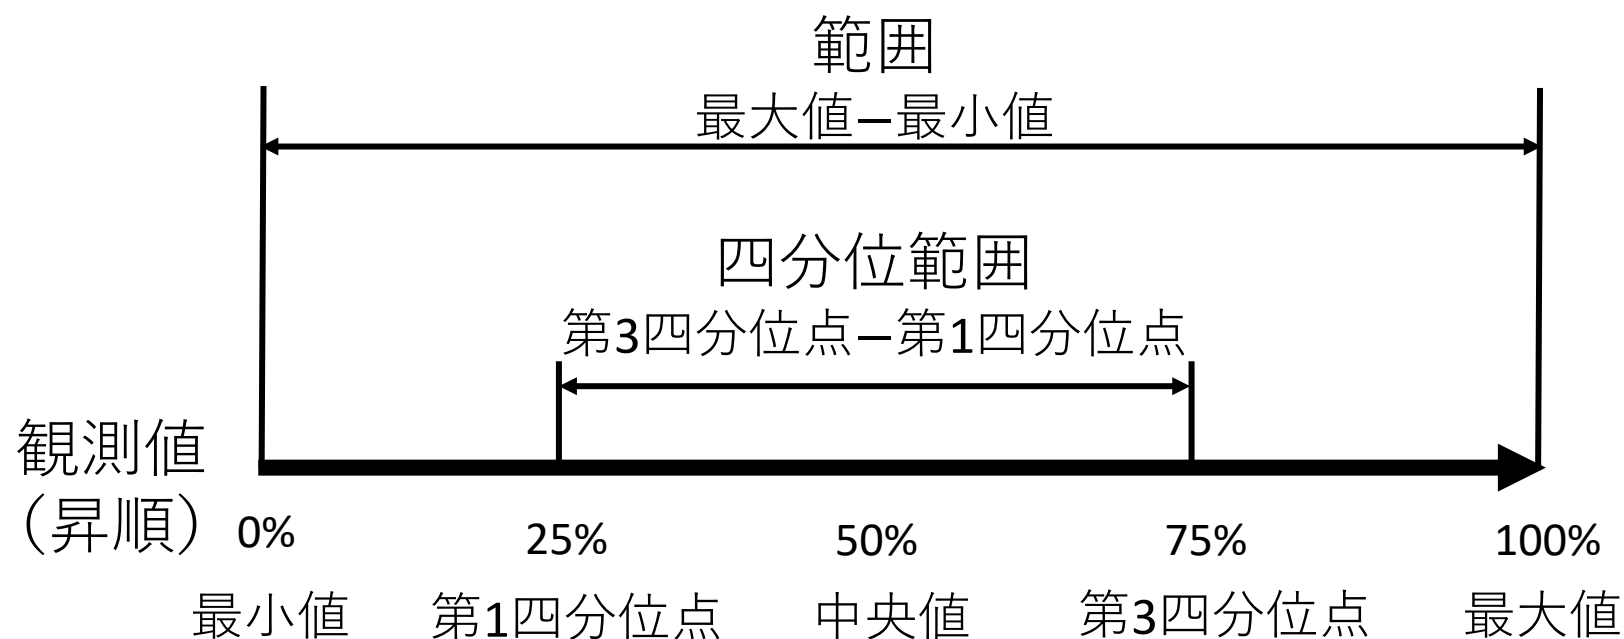 範囲
最大値−最小値
四分位範囲
第3四分位点−第1四分位点
観測値
（昇順）
0% 25% 50% 75% 100%
最小値 第1四分位点 中央値 第3四分位点 最大値